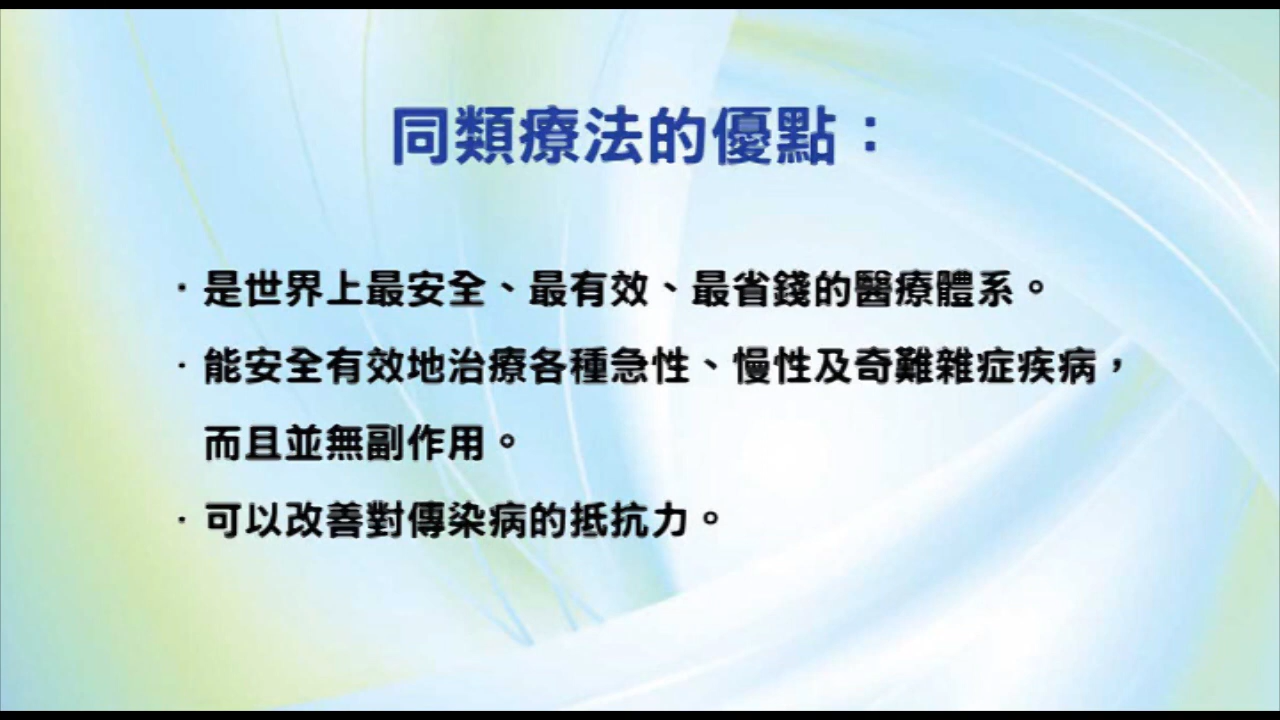 同類療法的優點：
· 是世界上最安全、最有效、最省錢的醫療體系。
· 能安全有效地治療各種急性、慢性及奇難雜症疾病，
而且並無副作用。
· 可以改善對傳染病的抵抗力。